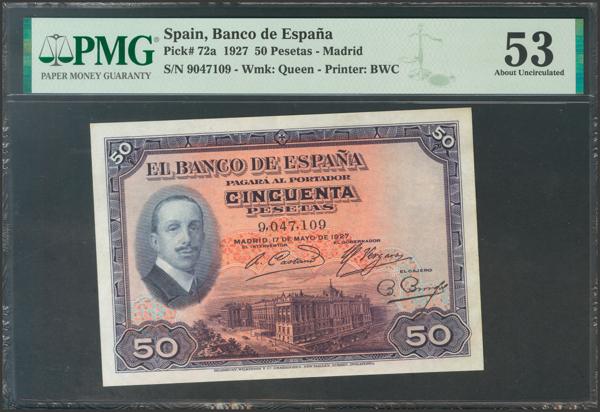 PMG
PAPER MONEY GUARANTY
Spain, Banco de España
Pick# 72a 1927 50 Pesetas - Madrid
S/N 9047109 - Wmk: Queen - Printer: BWC
53
About Uncirculated
50
50
EL BANCO DE ESPAÑA
PAGARÁ AL PORTADOR
CINCUENTA
PESETAS
9,047,109
MADRID, 17 DE MAYO DE 1927.
EL INTERVENTOR
EL GOBERNADOR
EL CAJERO
50
50